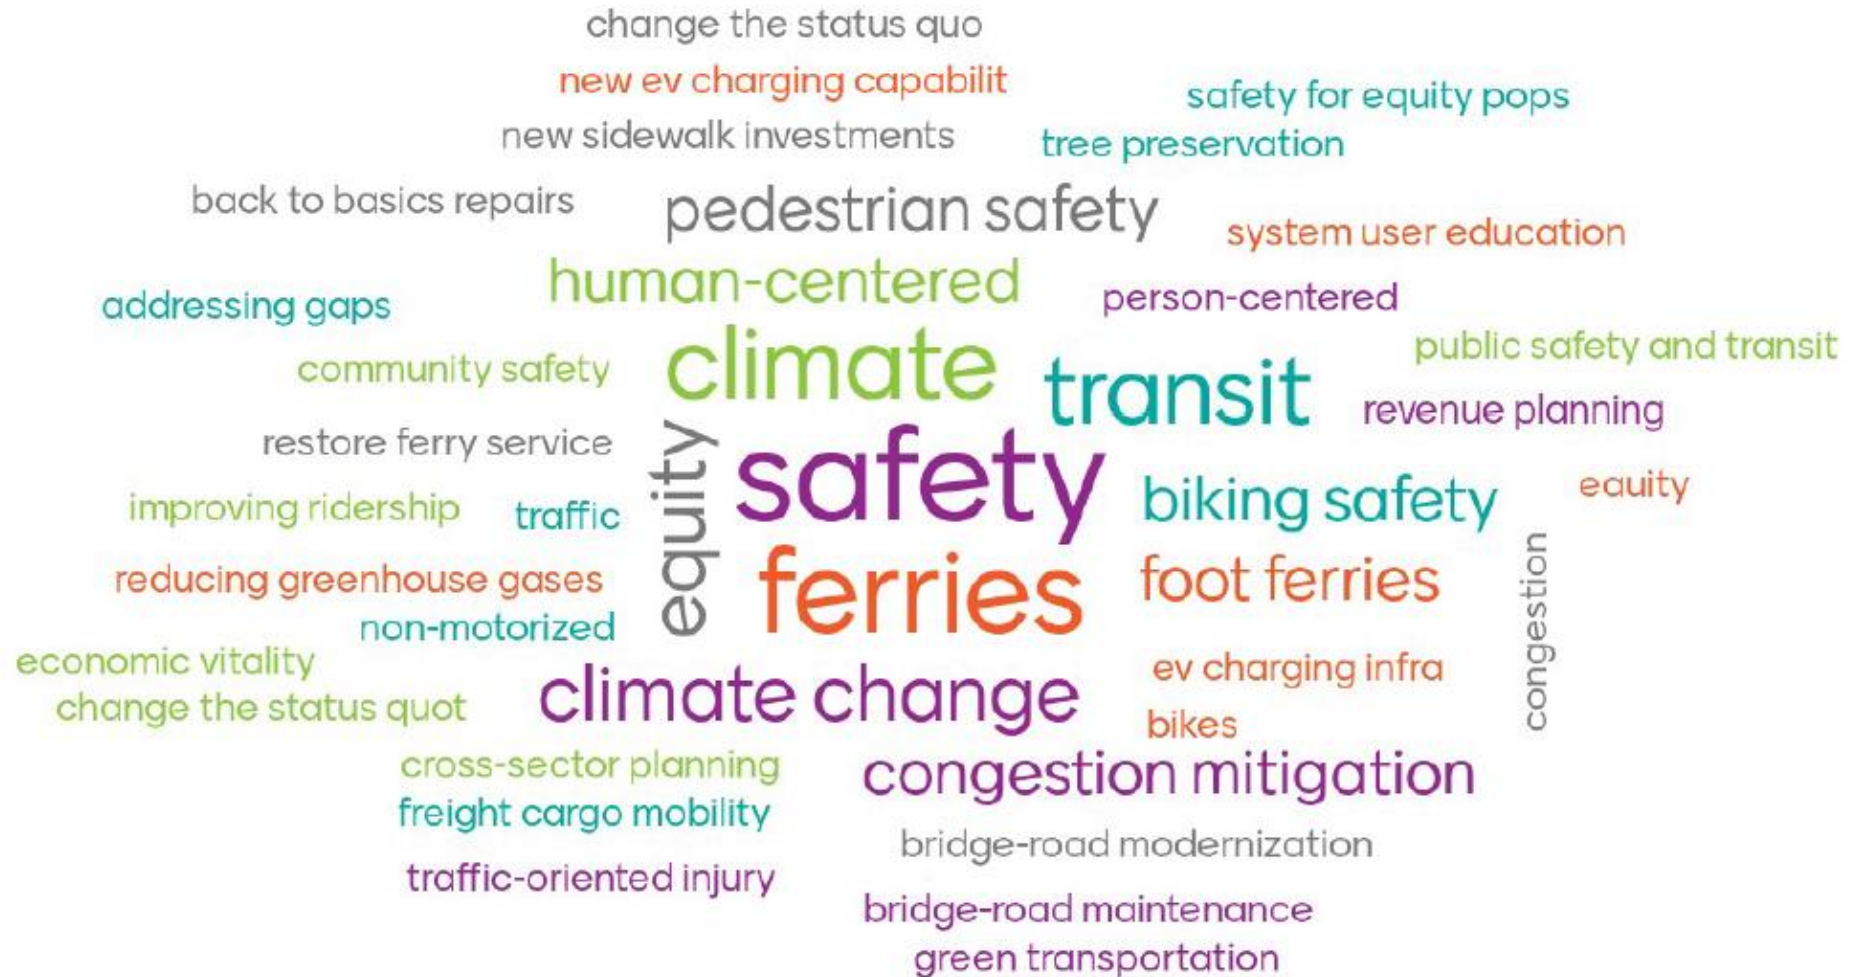 change the status quo
new ev charging capabilit
safety for equity pops
new sidewalk investments
tree preservation
back to basics repairs
pedestrian safety
system user education
human-centered
person-centered
addressing gaps
climate
public safety and transit
community safety
transit
revenue planning
restore ferry service
equity
safety
biking safety
eauity
improving ridership
traffic
reducing greenhouse gases
ferries
foot ferries
congestion
non-motorized
economic vitality
climate change
ev charging infra
change the status quot
bikes
cross-sector planning
congestion mitigation
freight cargo mobility
bridge-road modernization
traffic-oriented injury
bridge-road maintenance
green transportation